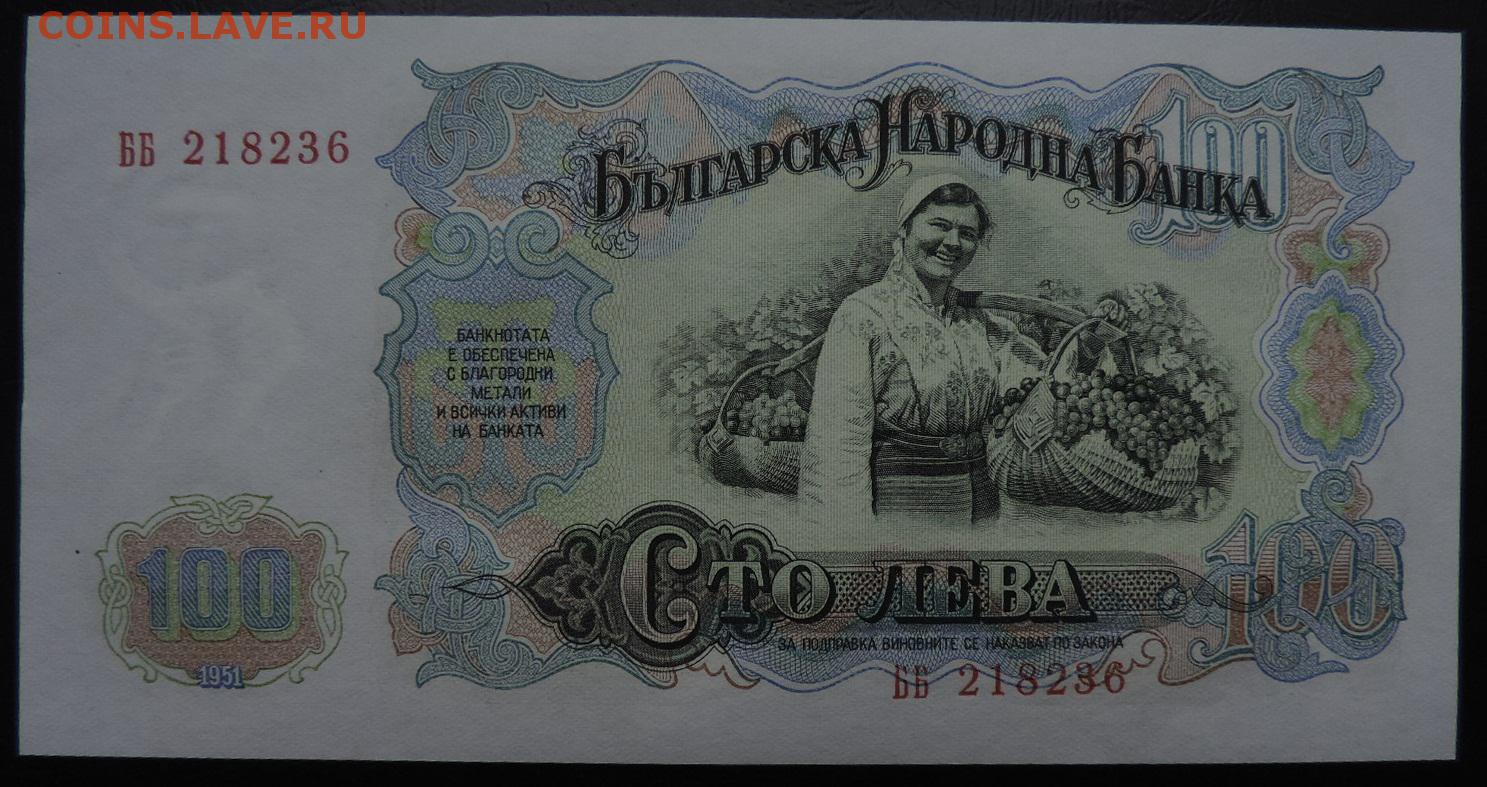 COINS.LAVE.RU
ББ 218236
100
БЪЛГАРСКА НАРОДНА БАНКА
БАНКНОТАТА
Е ОБЕСПЕЧЕНА
С БЛАГОРОДНИ
МЕТАЛИ
И ВСИЧКИ АКТИВИ
НА БАНКАТА
100
1951
СТО ЛЕВА
100
ЗА ПОДПРАВКА ВИНОВНИТЕ СЕ НАКАЗВАТ ПО ЗАКОНА
ББ 218236